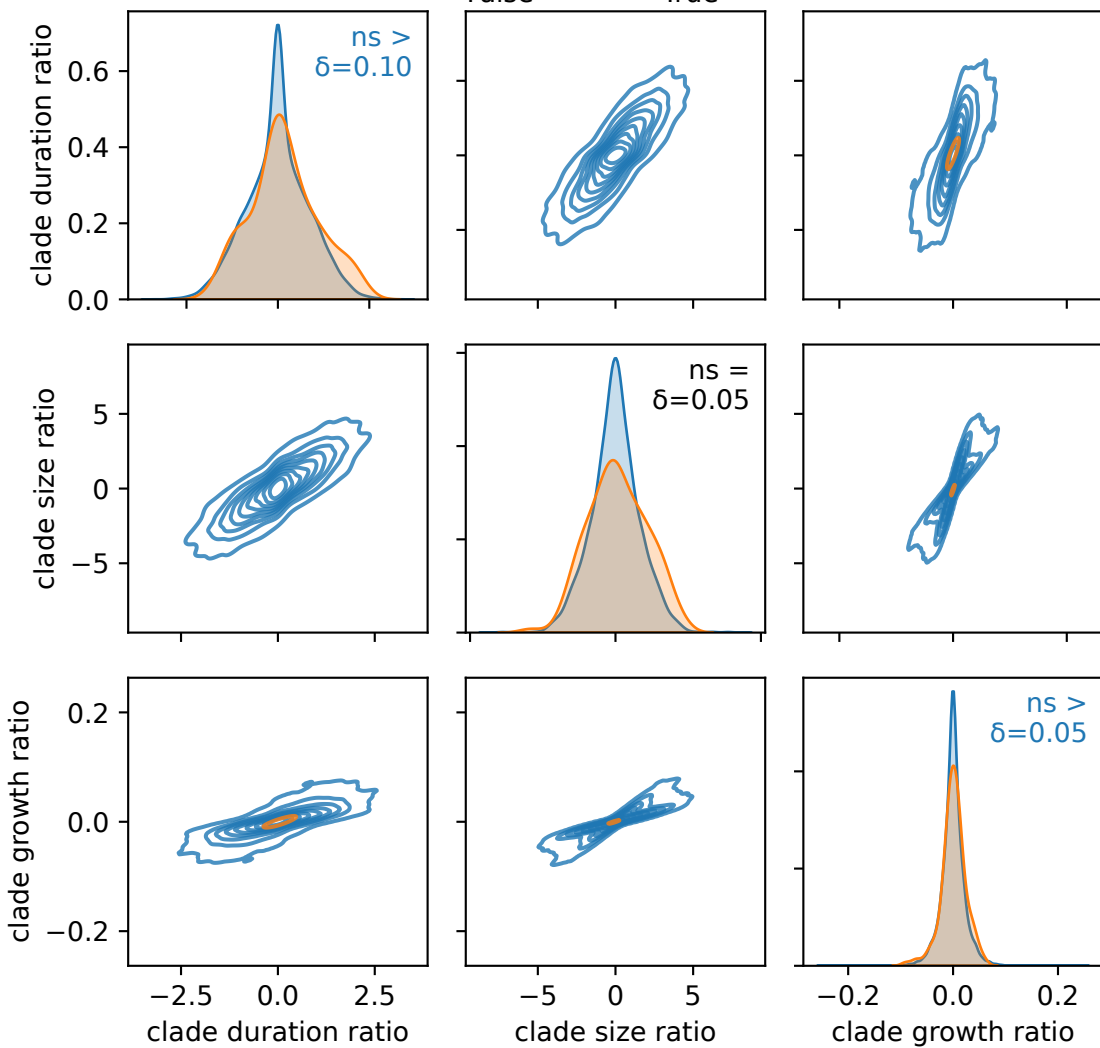 True
clade duration ratio
0.6
0.4
0.2
0.0
ns >
δ=0.10
clade size ratio
5
0
−5
ns =
δ=0.05
clade growth ratio
0.2
0.0
−0.2
ns >
δ=0.05
−2.5 0.0 2.5
−5 0 5
−0.2 0.0 0.2
clade duration ratio
clade size ratio
clade growth ratio